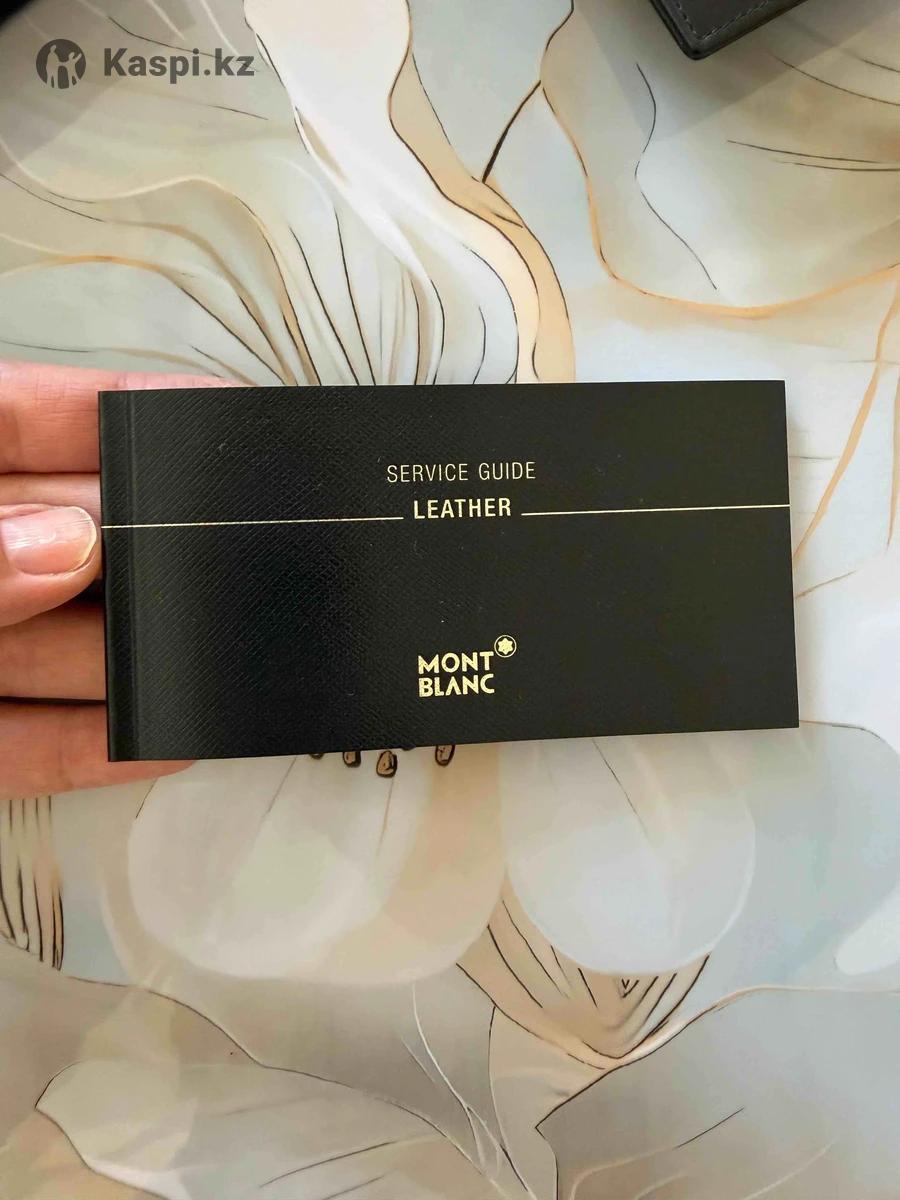 Kaspi.kz
SERVICE GUIDE
LEATHER
MONT
BLANC